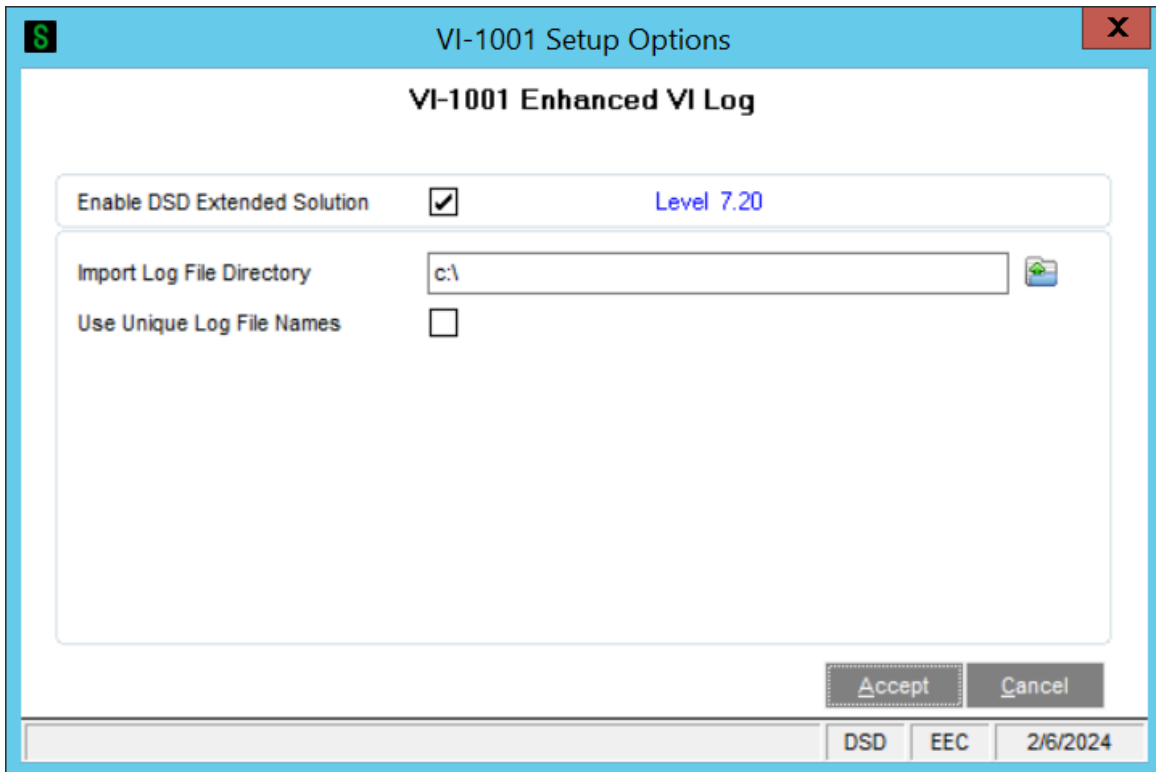 S VI-1001 Setup Options X
VI-1001 Enhanced VI Log
Enable DSD Extended Solution Level 7.20
Import Log File Directory c:\
Use Unique Log File Names
Accept Cancel
DSD EEC 2/6/2024